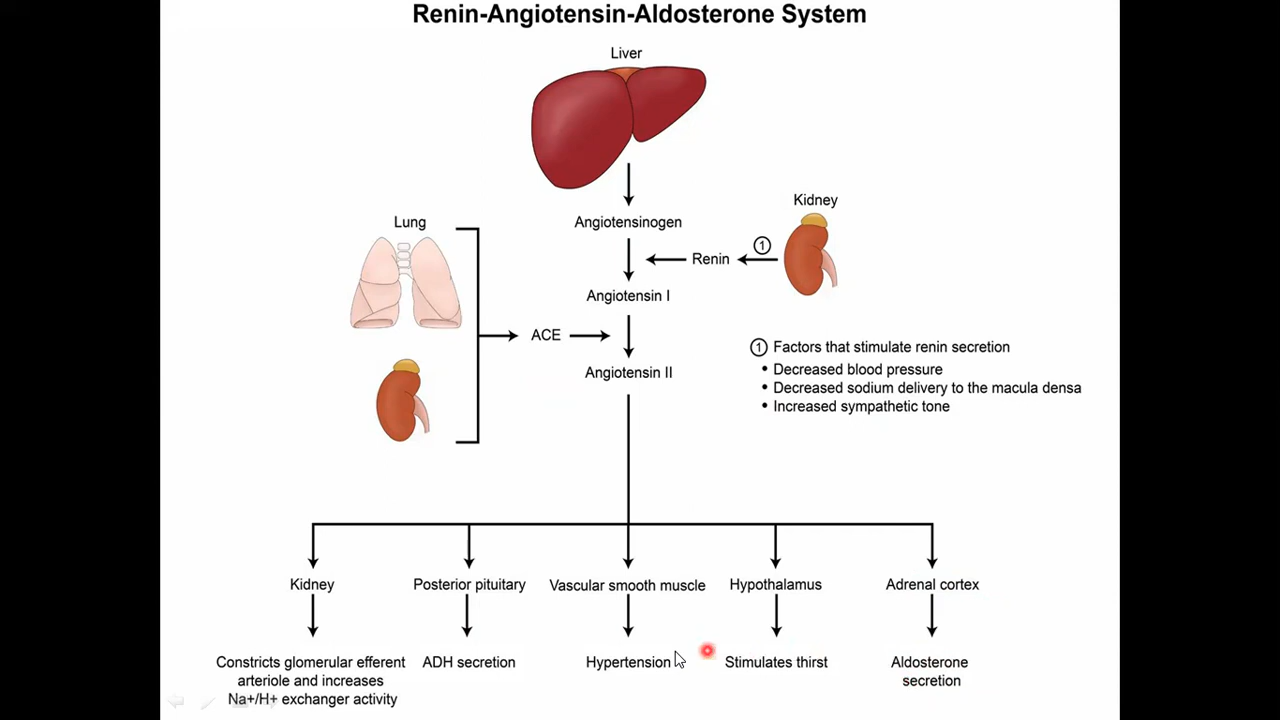 Renin-Angiotensin-Aldosterone System
Liver
Angiotensinogen
Kidney
Lung
Renin
1
Angiotensin I
ACE
1 Factors that stimulate renin secretion
• Decreased blood pressure
• Decreased sodium delivery to the macula densa
• Increased sympathetic tone
Angiotensin II
Kidney
Posterior pituitary
Vascular smooth muscle
Hypothalamus
Adrenal cortex
Constricts glomerular efferent
arteriole and increases
Na+/H+ exchanger activity
ADH secretion
Hypertension
Stimulates thirst
Aldosterone
secretion